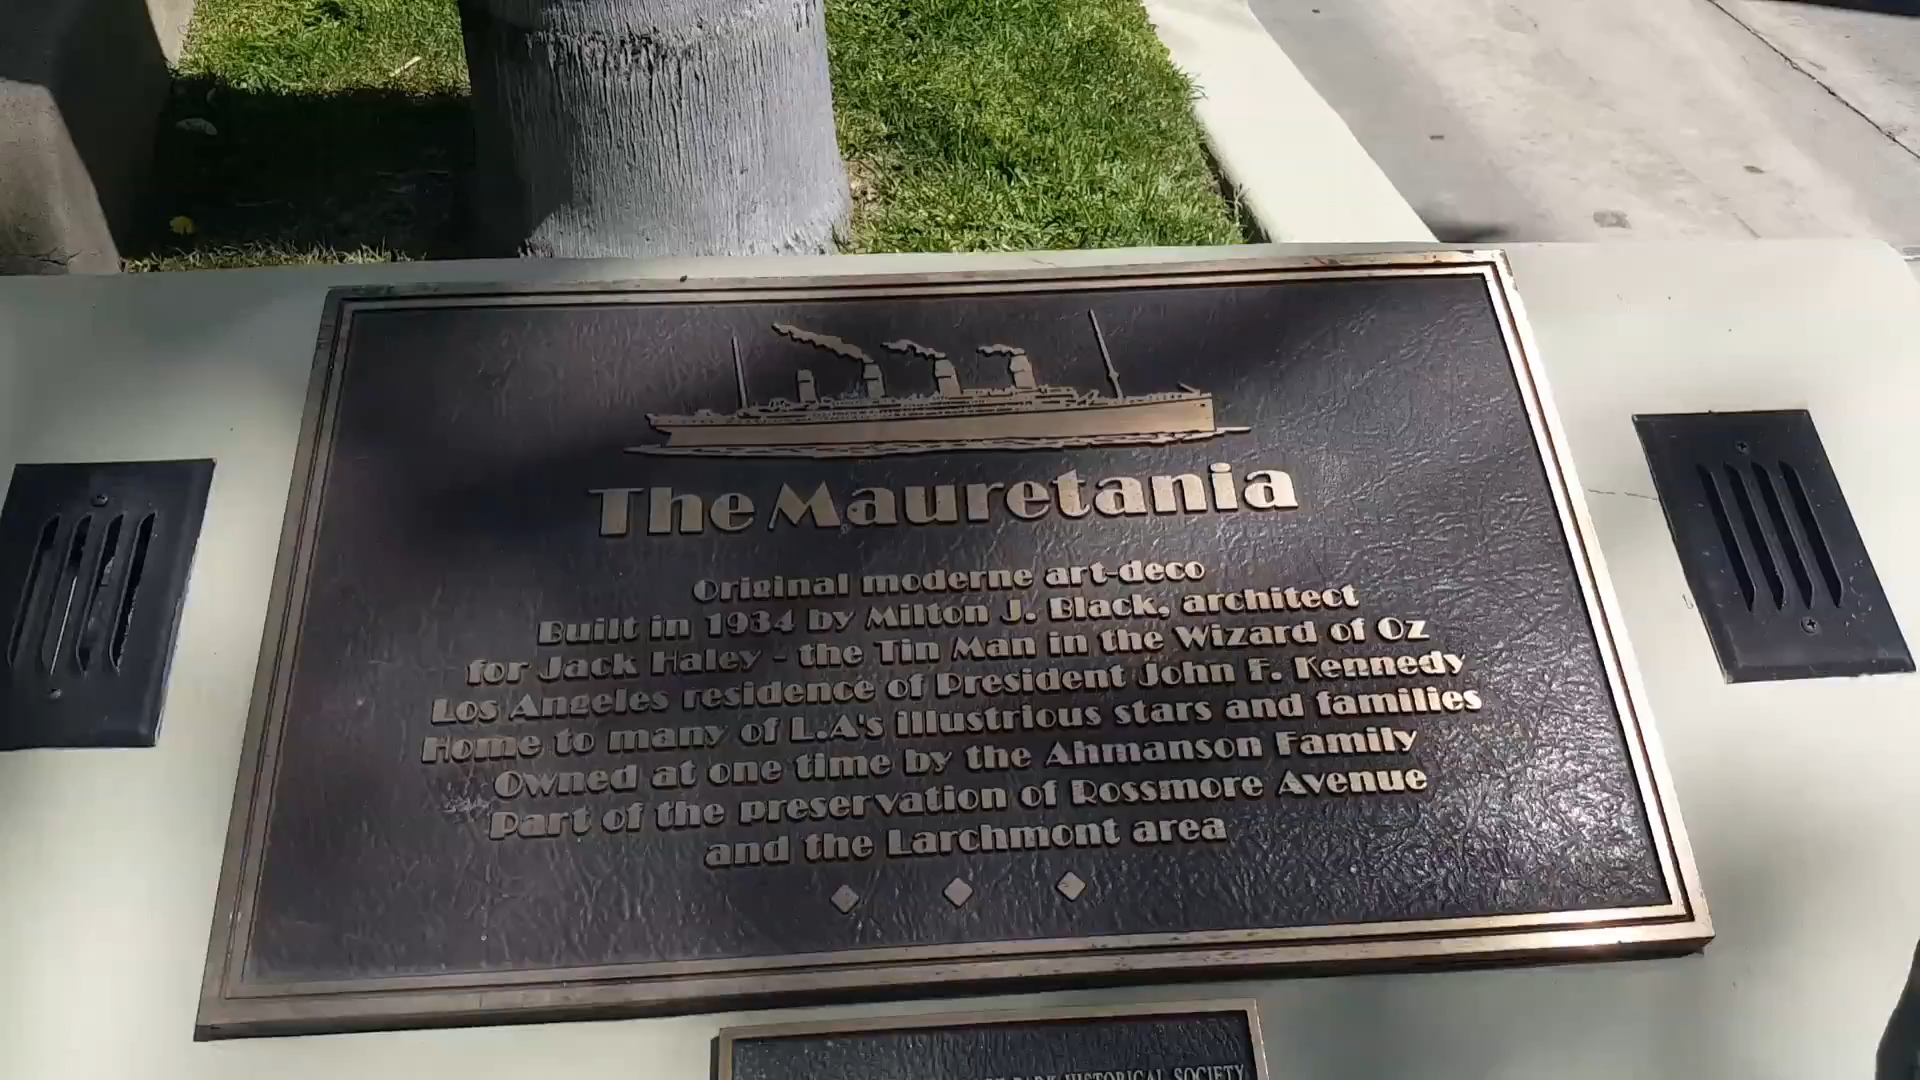 The Mauretania
Original moderne art-deco
Built in 1934 by Milton J. Black, architect
for Jack Haley - the Tin Man in the Wizard of Oz
Los Angeles residence of President John F. Kennedy
Home to many of L.A's illustrious stars and families
Owned at one time by the Ahmanson Family
Part of the preservation of Rossmore Avenue
and the Larchmont area
PARK HISTORICAL SOCIETY